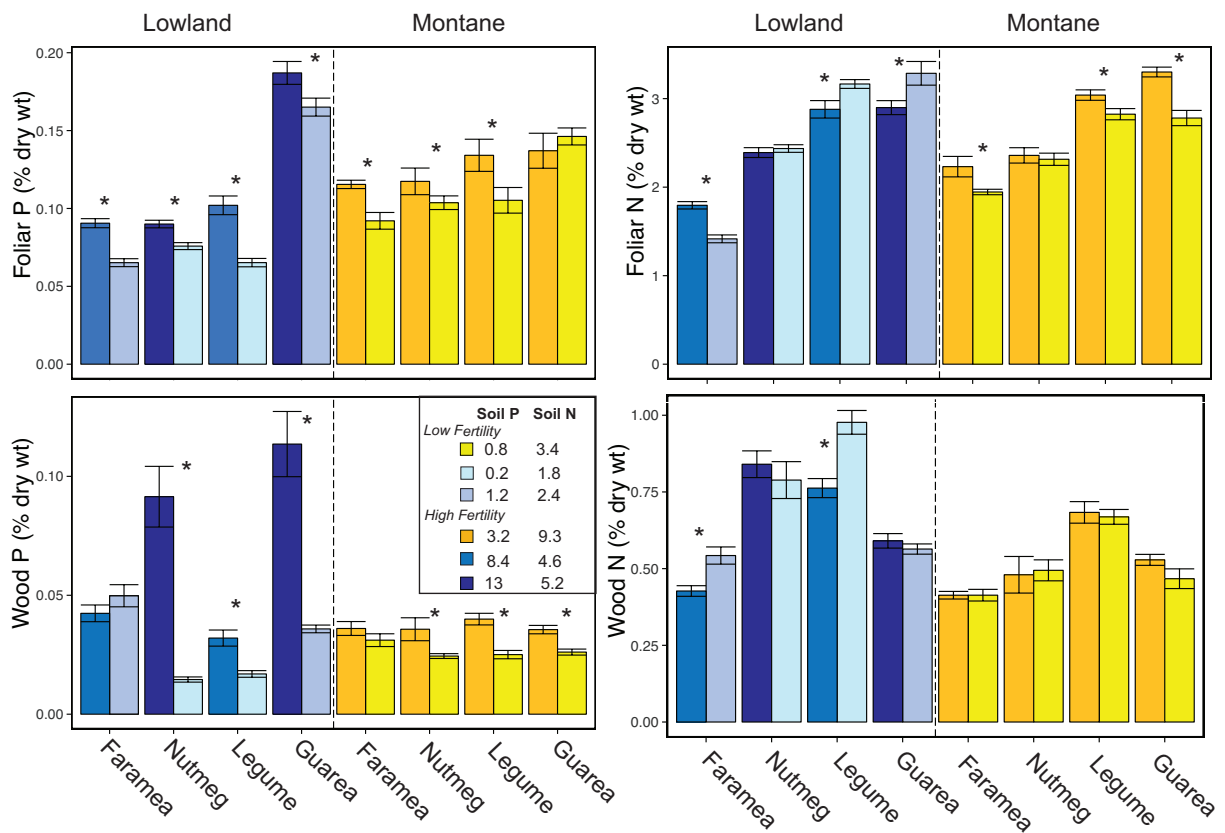 Lowland Montane
Foliar P (% dry wt)
0.20
0.15
0.10
0.05
0.00
* * * * * * *
Lowland Montane
Foliar N (% dry wt)
3
2
1
0
* * * * * *
Wood P (% dry wt)
0.10
0.05
0.00
* * * * * *
Soil P Soil N
Low Fertility
0.8 3.4
0.2 1.8
1.2 2.4
High Fertility
3.2 9.3
8.4 4.6
13 5.2
Faramea Nutmeg Legume Guarea Faramea Nutmeg Legume Guarea
Wood N (% dry wt)
1.00
0.75
0.50
0.25
0.00
* *
Faramea Nutmeg Legume Guarea Faramea Nutmeg Legume Guarea